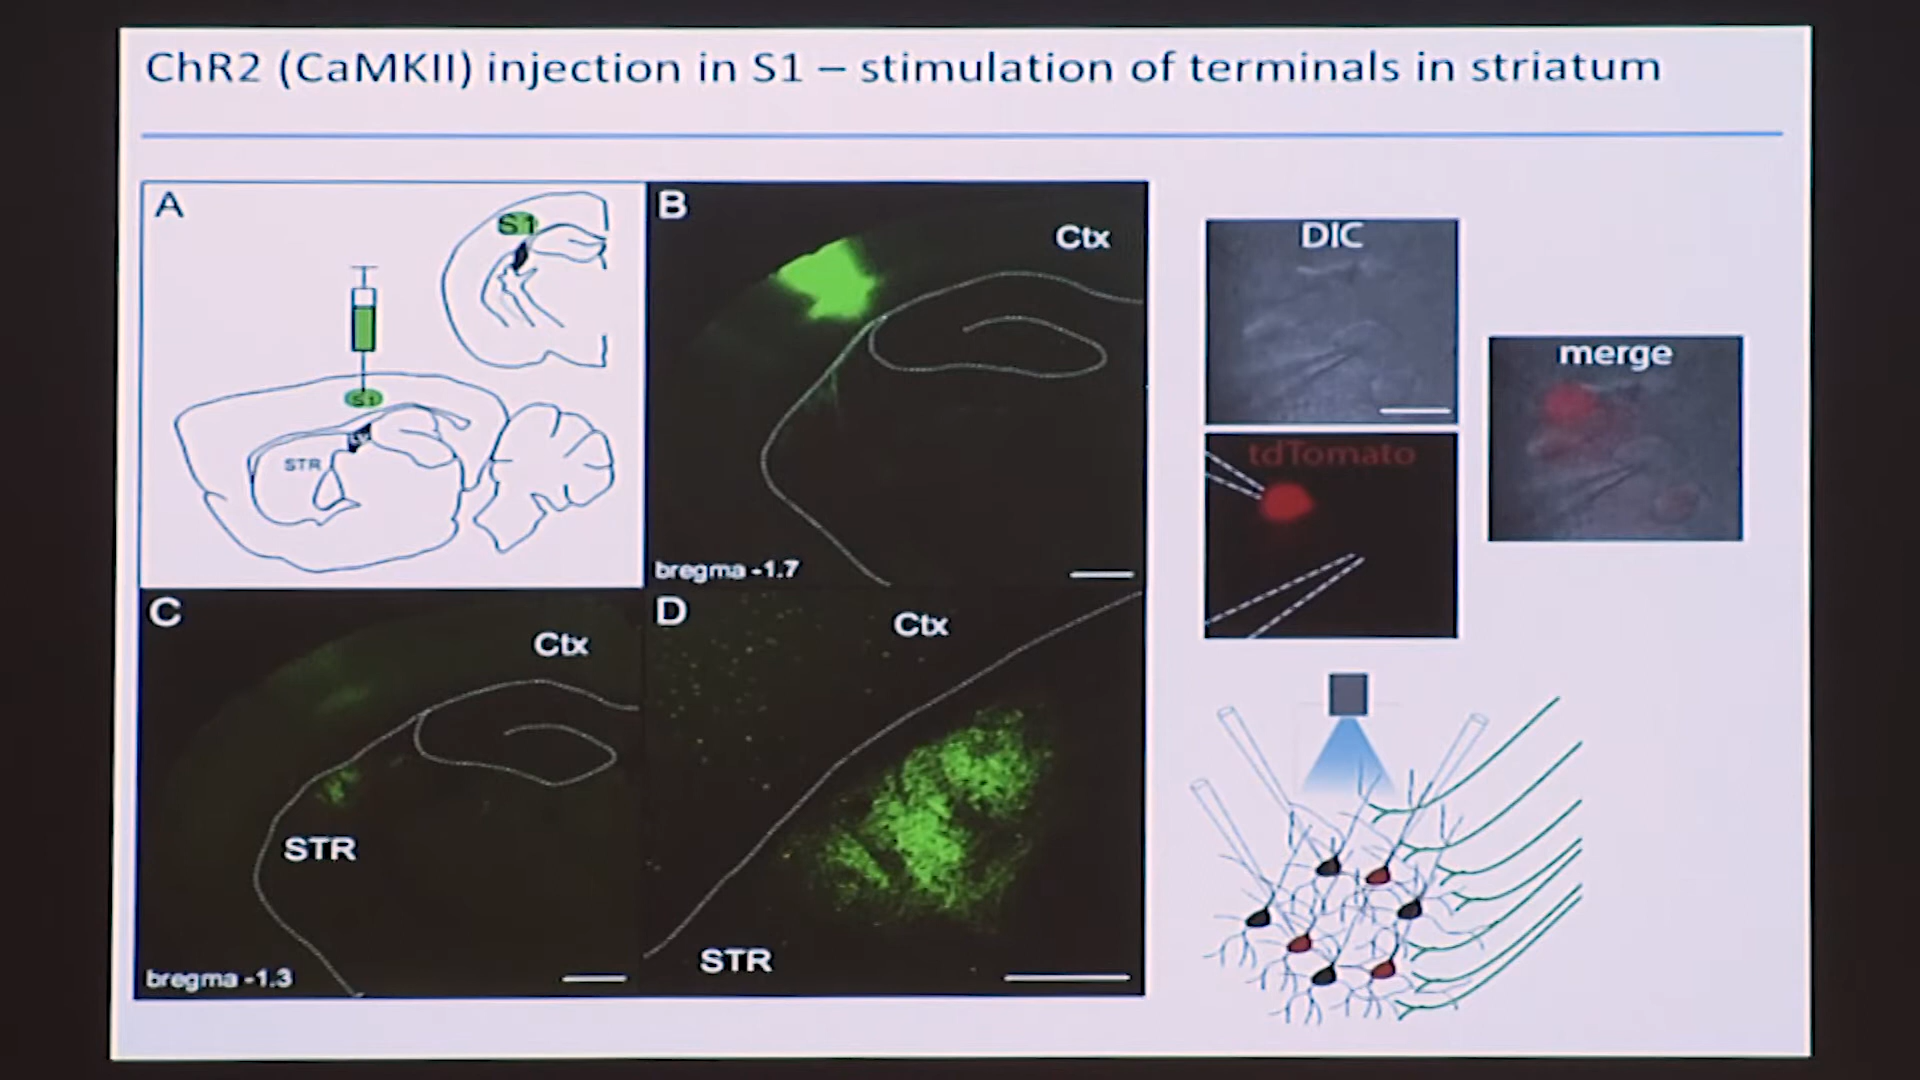 ChR2 (CaMKII) injection in S1 – stimulation of terminals in striatum
A
S1
S1
LV
STR
B
Ctx
bregma -1.7
C
Ctx
STR
bregma -1.3
D
Ctx
STR
DIC
tdTomato
merge